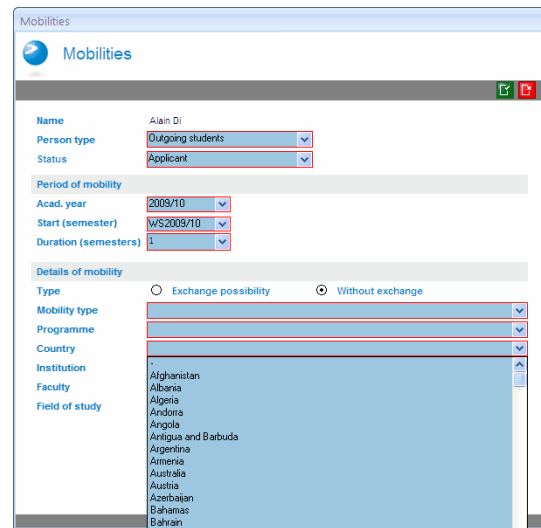 Mobilities
Mobilities
Name Alain Di
Person type Outgoing students
Status Applicant
Period of mobility
Acad. year 2009/10
Start (semester) WS2009/10
Duration (semesters) 1
Details of mobility
Type Exchange possibility Without exchange
Mobility type
Programme
Country
Institution -
Afghanistan
Faculty Albania
Algeria
Field of study Andorra
Angola
Antigua and Barbuda
Argentina
Armenia
Australia
Austria
Azerbaijan
Bahamas
Bahrain